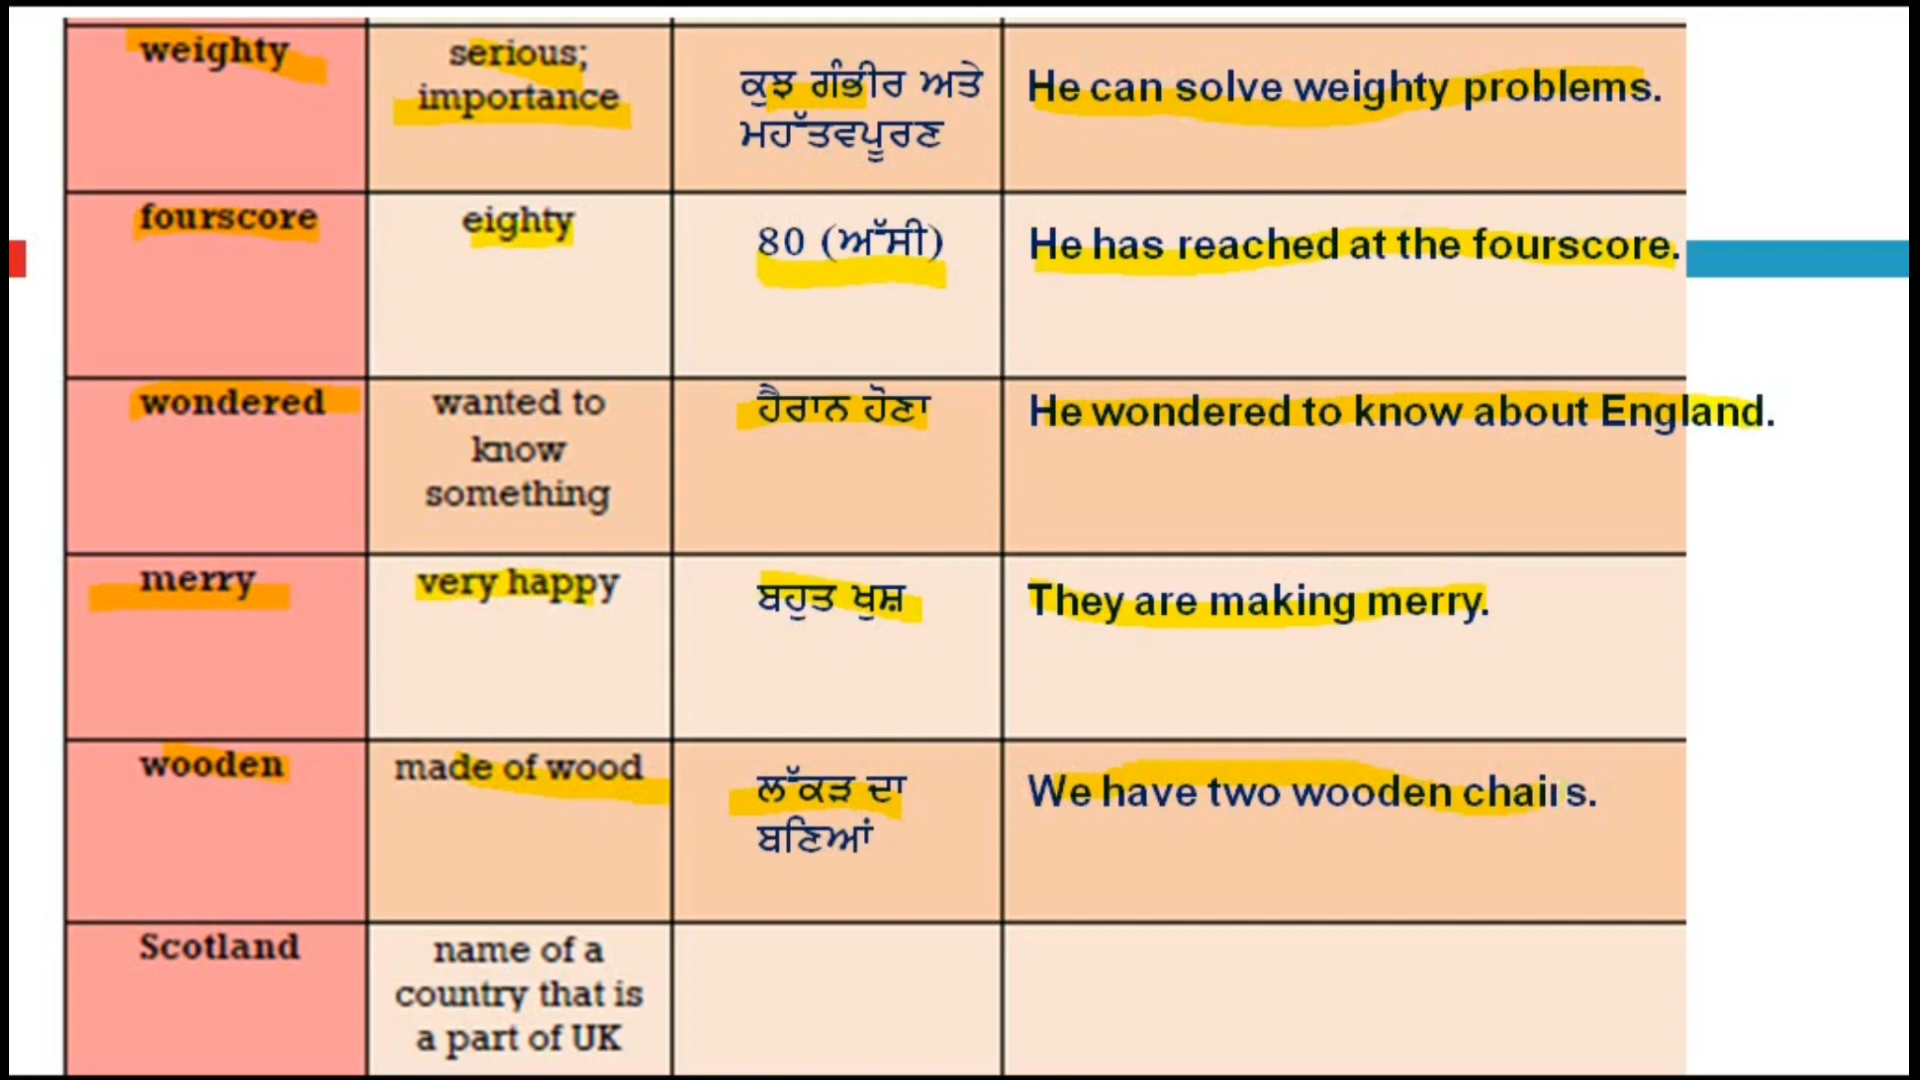 weighty
serious;
importance
ਕੁਝ ਗੰਭੀਰ ਅਤੇ
ਮਹੱਤਵਪੂਰਣ
He can solve weighty problems.
fourscore
eighty
80 (ਅੱਸੀ)
He has reached at the fourscore.
wondered
wanted to
know
something
ਹੈਰਾਨ ਹੋਣਾ
He wondered to know about England.
merry
very happy
ਬਹੁਤ ਖੁਸ਼
They are making merry.
wooden
made of wood
ਲੱਕੜ ਦਾ
ਬਣਿਆਂ
We have two wooden chairs.
Scotland
name of a
country that is
a part of UK